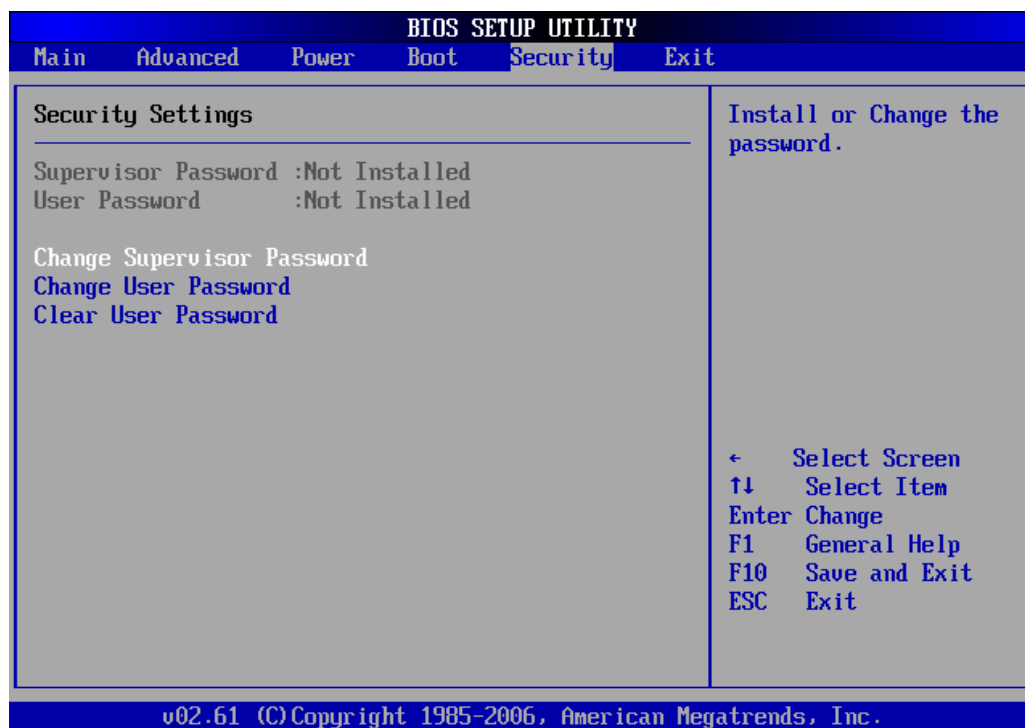 BIOS SETUP UTILITY
Main Advanced Power Boot Security Exit
Security Settings
Supervisor Password :Not Installed
User Password :Not Installed
Change Supervisor Password
Change User Password
Clear User Password
Install or Change the
password.
← Select Screen
↑↓ Select Item
Enter Change
F1 General Help
F10 Save and Exit
ESC Exit
v02.61 (C)Copyright 1985-2006, American Megatrends, Inc.